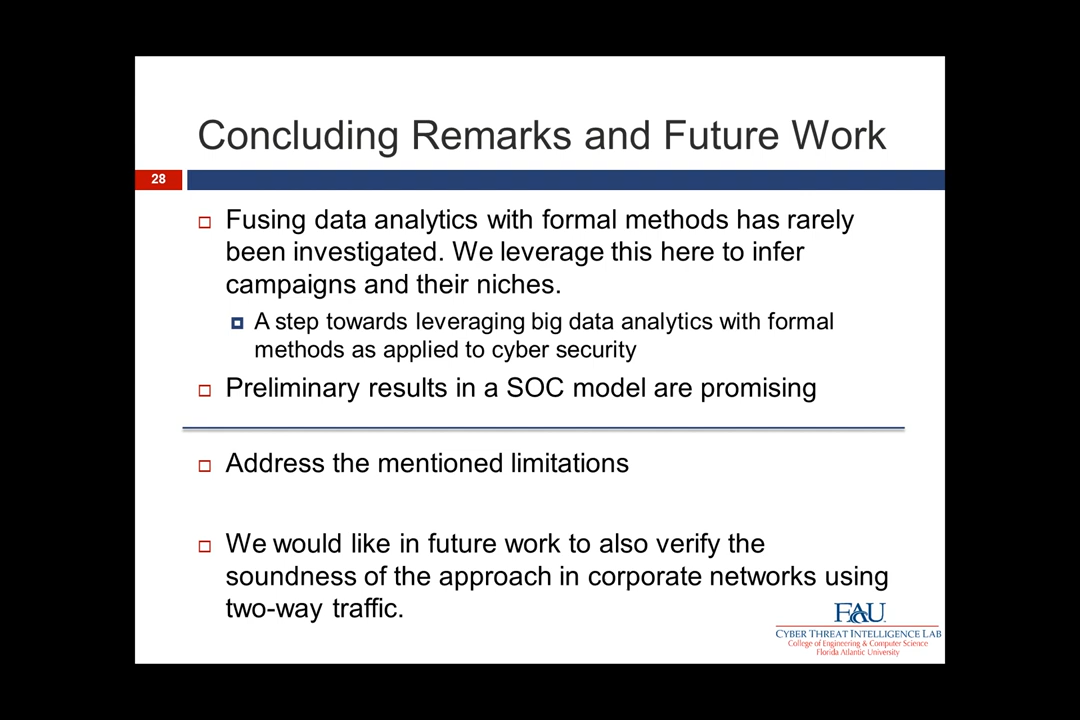 Concluding Remarks and Future Work
28
Fusing data analytics with formal methods has rarely
been investigated. We leverage this here to infer
campaigns and their niches.
A step towards leveraging big data analytics with formal
methods as applied to cyber security
Preliminary results in a SOC model are promising
Address the mentioned limitations
We would like in future work to also verify the
soundness of the approach in corporate networks using
two-way traffic.
FAU
CYBER THREAT INTELLIGENCE LAB
College of Engineering & Computer Science
Florida Atlantic University